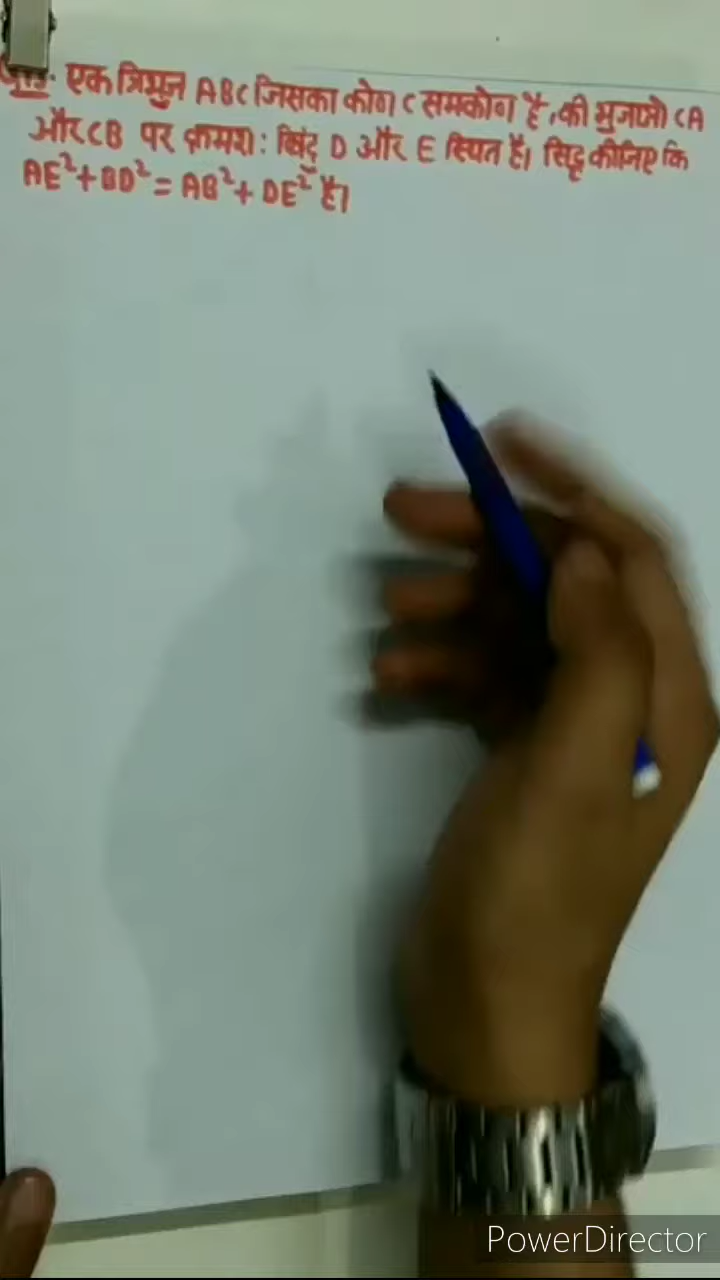 एक त्रिभुज ABC जिसका कोण C समकोण है, की भुजाओं CA
और CB पर क्रमश: बिंदु D और E स्थित है। सिद्ध कीजिए कि
AE²+BD² = AB²+ DE² है।
PowerDirector